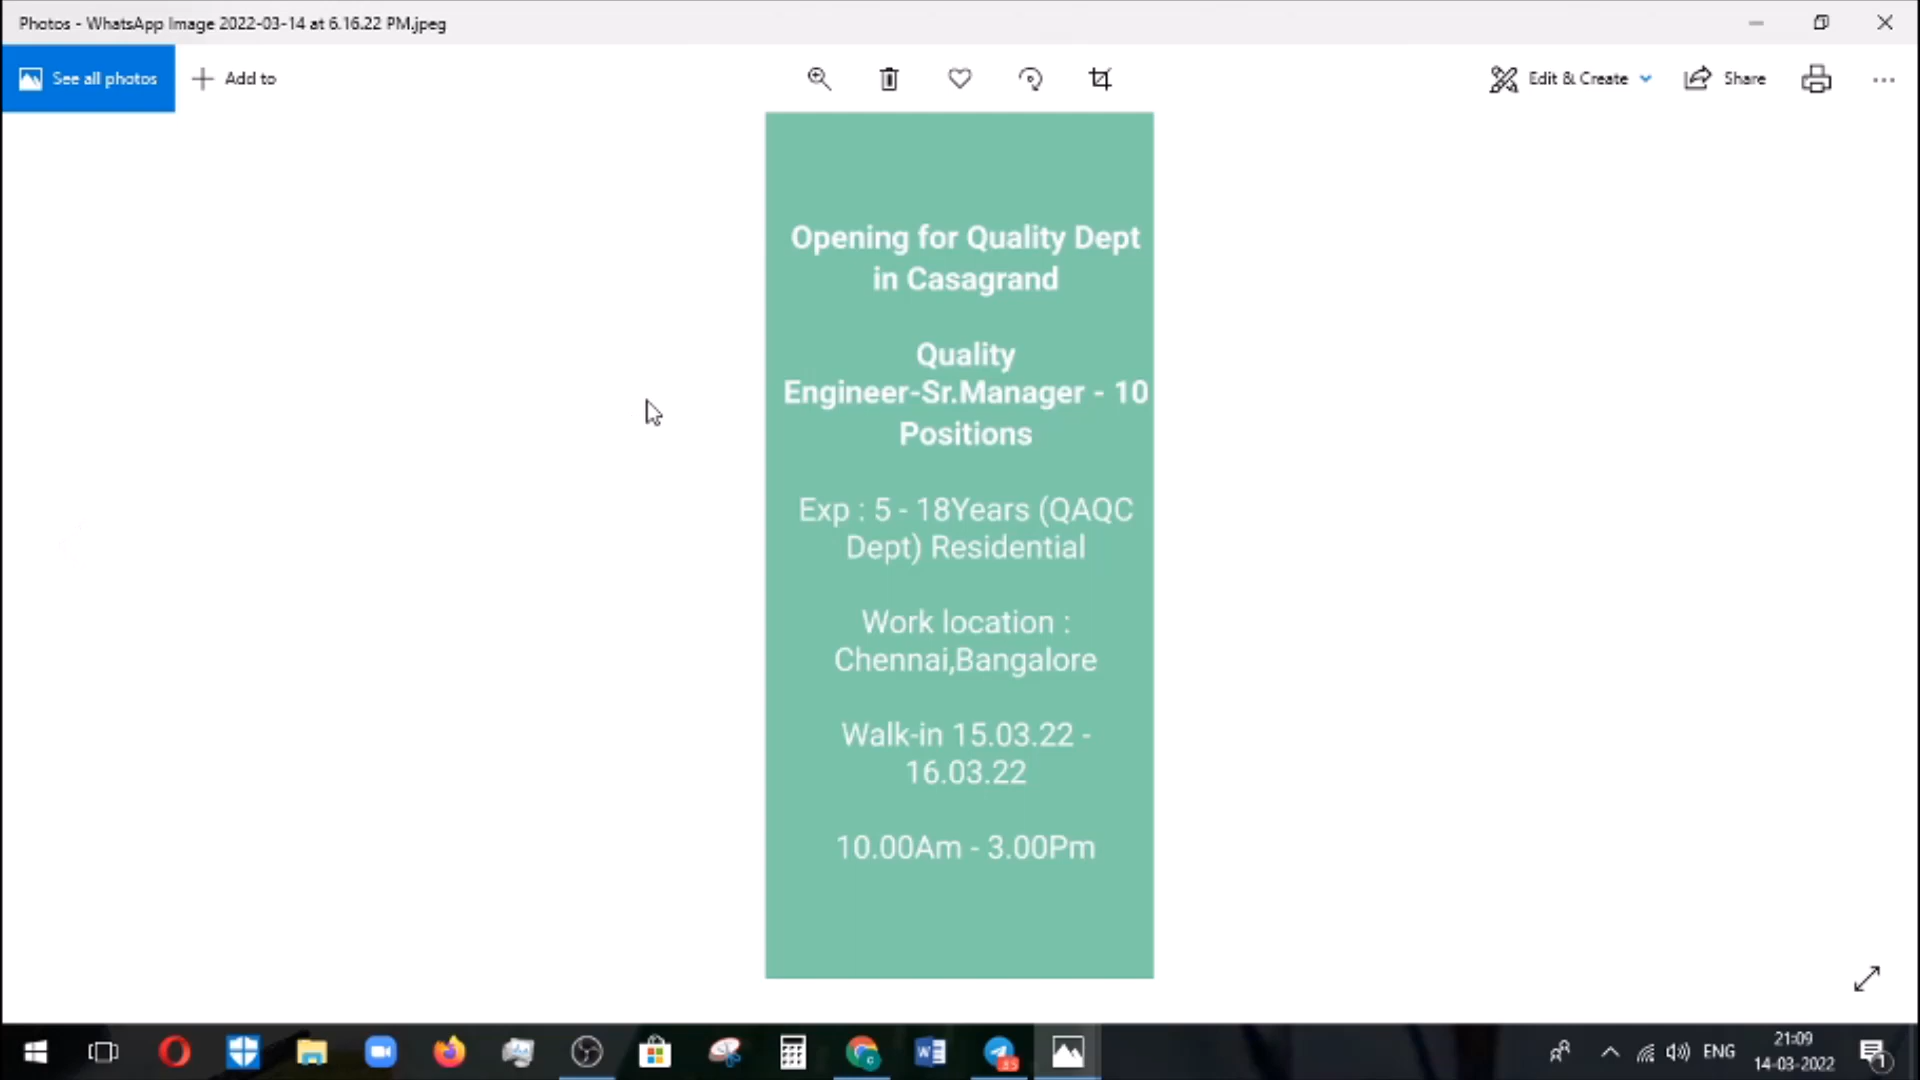 Photos - WhatsApp Image 2022-03-14 at 6.16.22 PM.jpeg
See all photos
Add to
Edit & Create
Share
Opening for Quality Dept
in Casagrand
Quality
Engineer-Sr.Manager - 10
Positions
Exp : 5 - 18Years (QAQC
Dept) Residential
Work location :
Chennai,Bangalore
Walk-in 15.03.22 -
16.03.22
10.00Am - 3.00Pm
ENG
21:09
14-03-2022
1